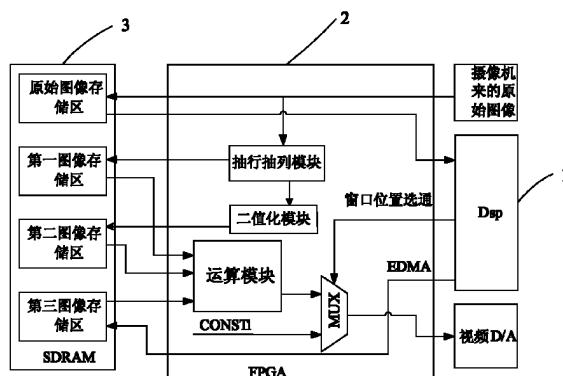 3
2
原始图像存
储区
摄像机
来的原
始图像
第一图像存
储区
抽行抽列模块
1
第二图像存
储区
二值化模块
窗口位置选通
Dsp
运算模块
EDMA
第三图像存
储区
CONST1
MUX
视频D/A
SDRAM
FPGA